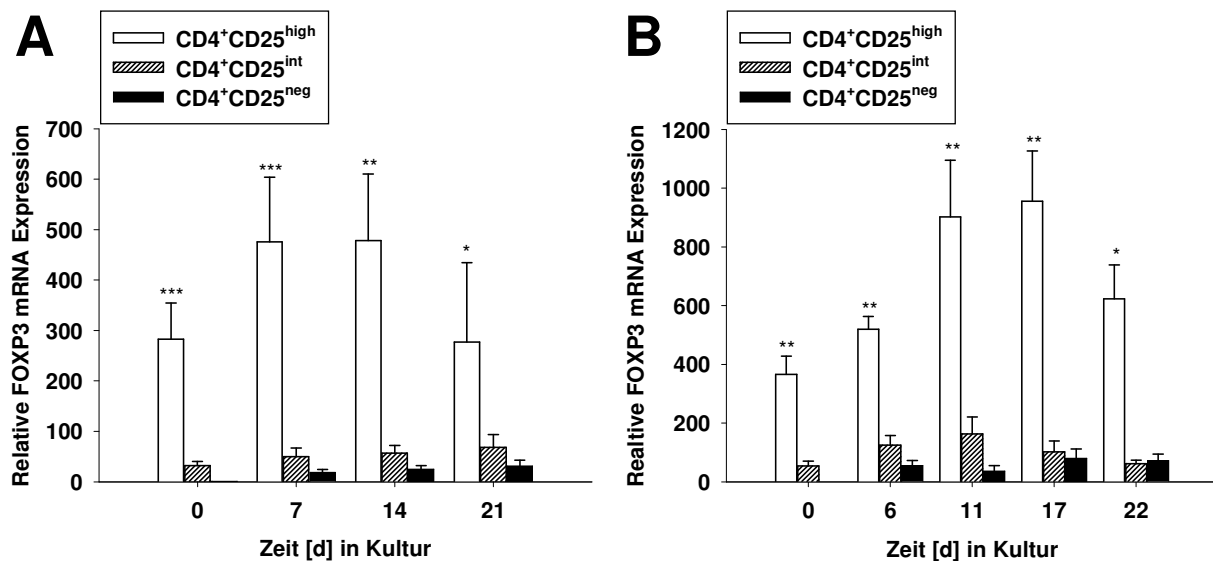 A
CD4⁺CD25ʰⁱᵍʰ
CD4⁺CD25ⁱⁿᵗ
CD4⁺CD25ⁿᵉᵍ
Relative FOXP3 mRNA Expression
700
600
500
400
300
200
100
0
***
***
**
*
0 7 14 21
Zeit [d] in Kultur
B
CD4⁺CD25ʰⁱᵍʰ
CD4⁺CD25ⁱⁿᵗ
CD4⁺CD25ⁿᵉᵍ
Realtive FOXP3 mRNA Expression
1200
1000
800
600
400
200
0
**
**
**
**
*
0 6 11 17 22
Zeit [d] in Kultur